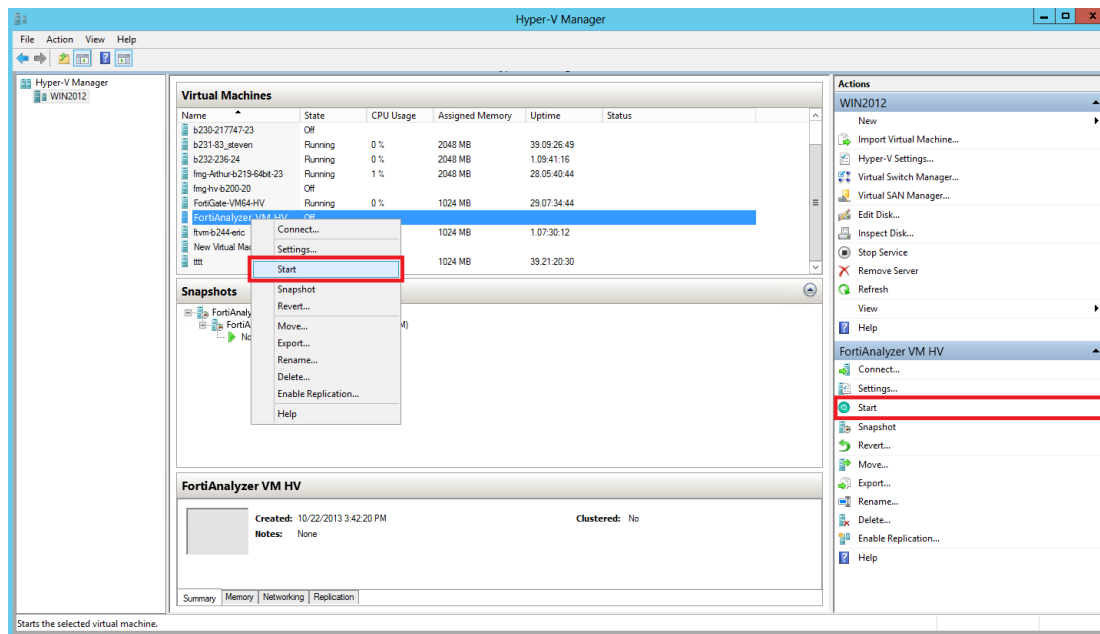 Hyper-V Manager
File Action View Help
Hyper-V Manager
WIN2012
Virtual Machines
Name State CPU Usage Assigned Memory Uptime Status
b230-217747-23 Off
b231-83_steven Running 0 % 2048 MB 39.09:26:49
b232-236-24 Running 0 % 2048 MB 1.09:41:16
fmg-Arthur-b219-64bit-23 Running 1 % 2048 MB 28.05:40:44
fmg-hv-b200-20 Off
FortiGate-VM64-HV Running 0 % 1024 MB 29.07:34:44
FortiAnalyzer VM HV Off
ftvm-b244-eric 1024 MB 1.07:30:12
New Virtual Mac
tttt 1024 MB 39.21:20:30
Connect...
Settings...
Start
Snapshot
Revert...
Move...
Export...
Rename...
Delete...
Enable Replication...
Help
Snapshots
FortiAnaly
FortiA M)
No
FortiAnalyzer VM HV
Created: 10/22/2013 3:42:20 PM Clustered: No
Notes: None
Summary Memory Networking Replication
Actions
WIN2012
New
Import Virtual Machine...
Hyper-V Settings...
Virtual Switch Manager...
Virtual SAN Manager...
Edit Disk...
Inspect Disk...
Stop Service
Remove Server
Refresh
View
Help
FortiAnalyzer VM HV
Connect...
Settings...
Start
Snapshot
Revert...
Move...
Export...
Rename...
Delete...
Enable Replication...
Help
Starts the selected virtual machine.